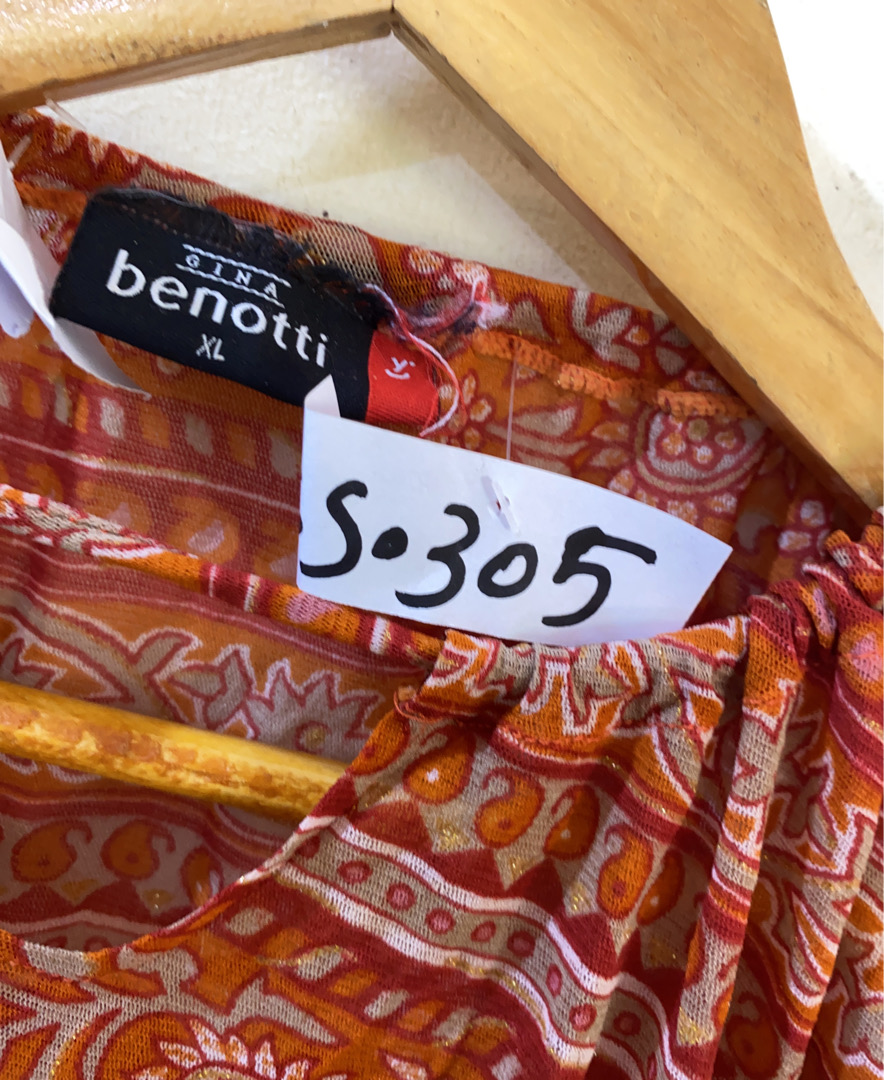 GINA
benotti
XL
S.305